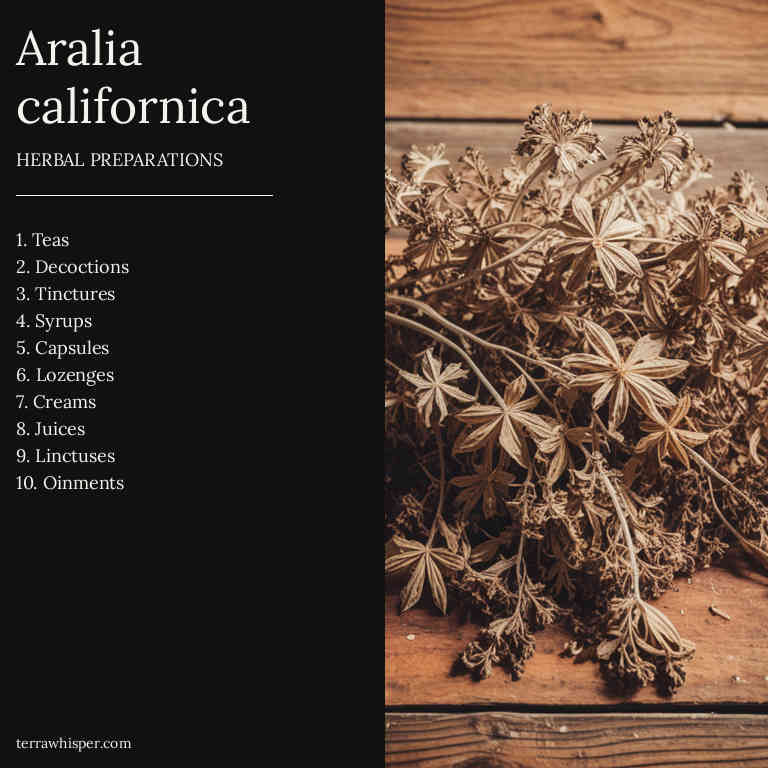 Aralia
californica
HERBAL PREPARATIONS
1. Teas
2. Decoctions
3. Tinctures
4. Syrups
5. Capsules
6. Lozenges
7. Creams
8. Juices
9. Linctuses
10. Oinments
terrawhisper.com